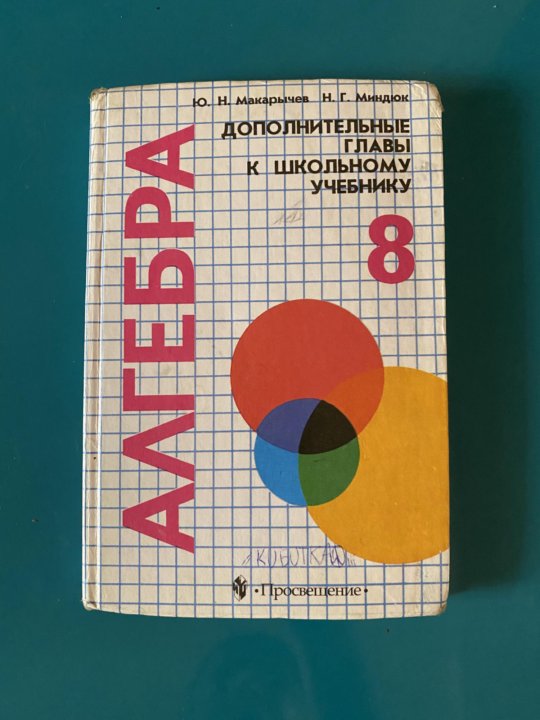 Ю. Н. Макарычев Н. Г. Миндюк
ДОПОЛНИТЕЛЬНЫЕ
ГЛАВЫ
К ШКОЛЬНОМУ
УЧЕБНИКУ
8
АЛГЕБРА
•Просвещение•